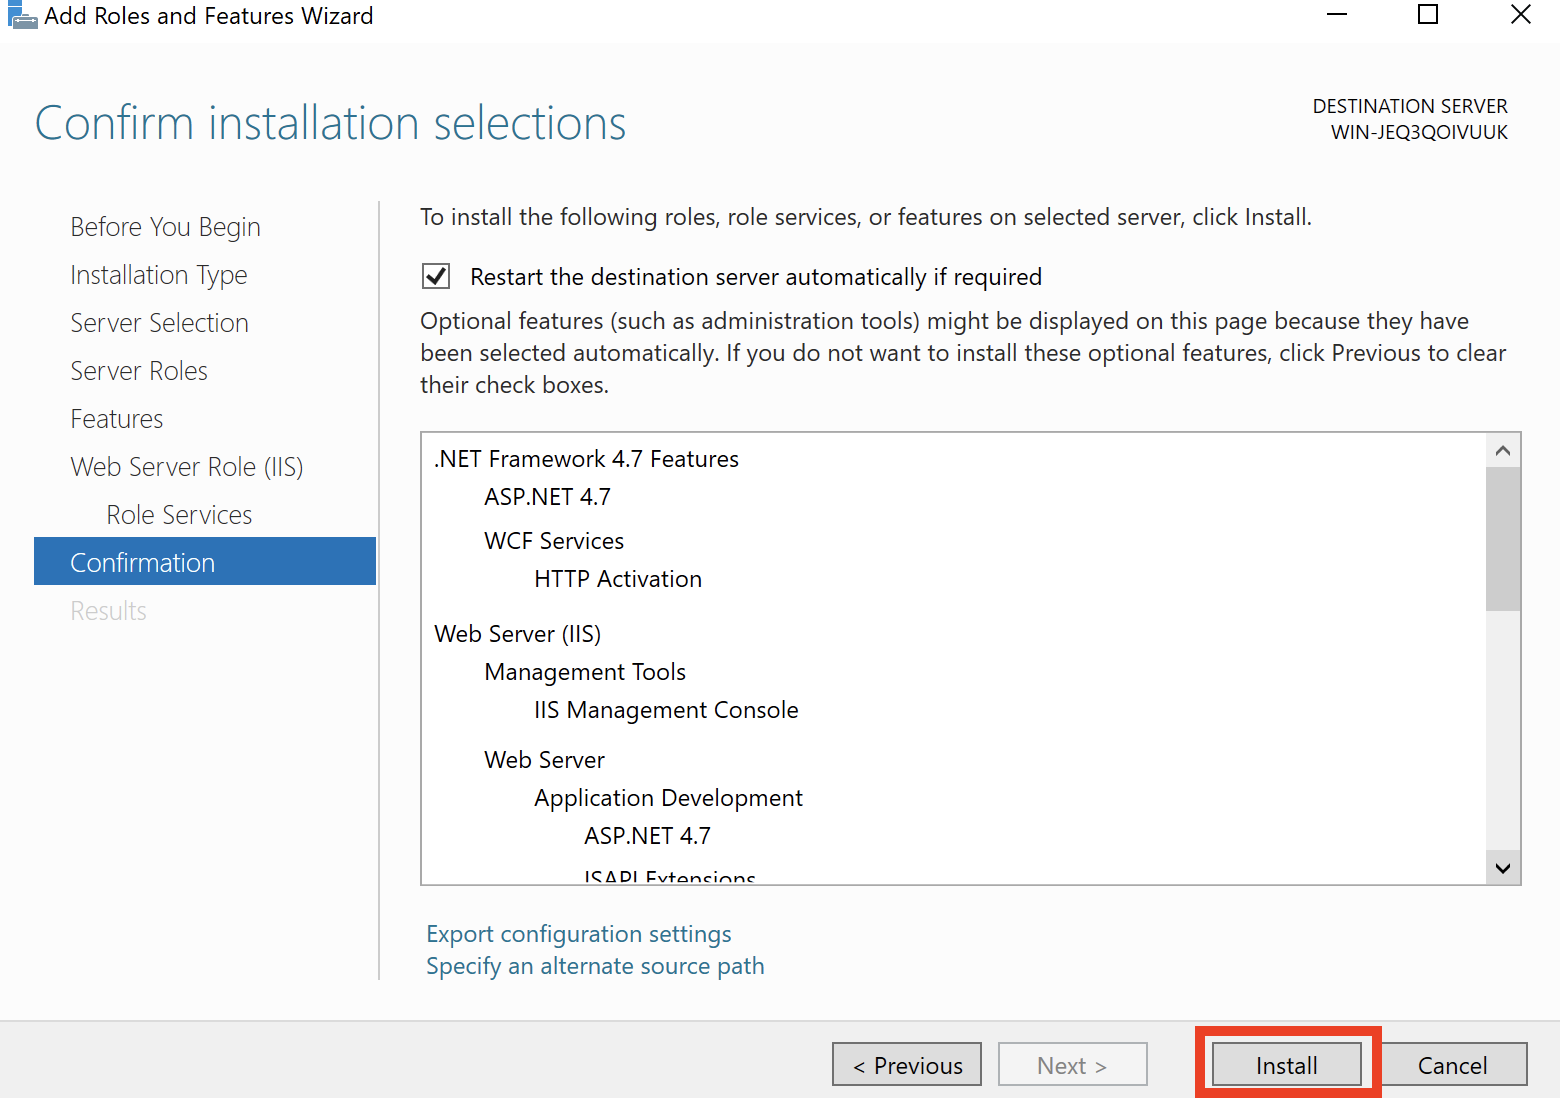 Add Roles and Features Wizard
Confirm installation selections
DESTINATION SERVER
WIN-JEQ3QOIVUUK
Before You Begin
Installation Type
Server Selection
Server Roles
Features
Web Server Role (IIS)
Role Services
Confirmation
Results
To install the following roles, role services, or features on selected server, click Install.
Restart the destination server automatically if required
Optional features (such as administration tools) might be displayed on this page because they have
been selected automatically. If you do not want to install these optional features, click Previous to clear
their check boxes.
.NET Framework 4.7 Features
ASP.NET 4.7
WCF Services
HTTP Activation
Web Server (IIS)
Management Tools
IIS Management Console
Web Server
Application Development
ASP.NET 4.7
ISAPI Extensions
Export configuration settings
Specify an alternate source path
< Previous
Next >
Install
Cancel